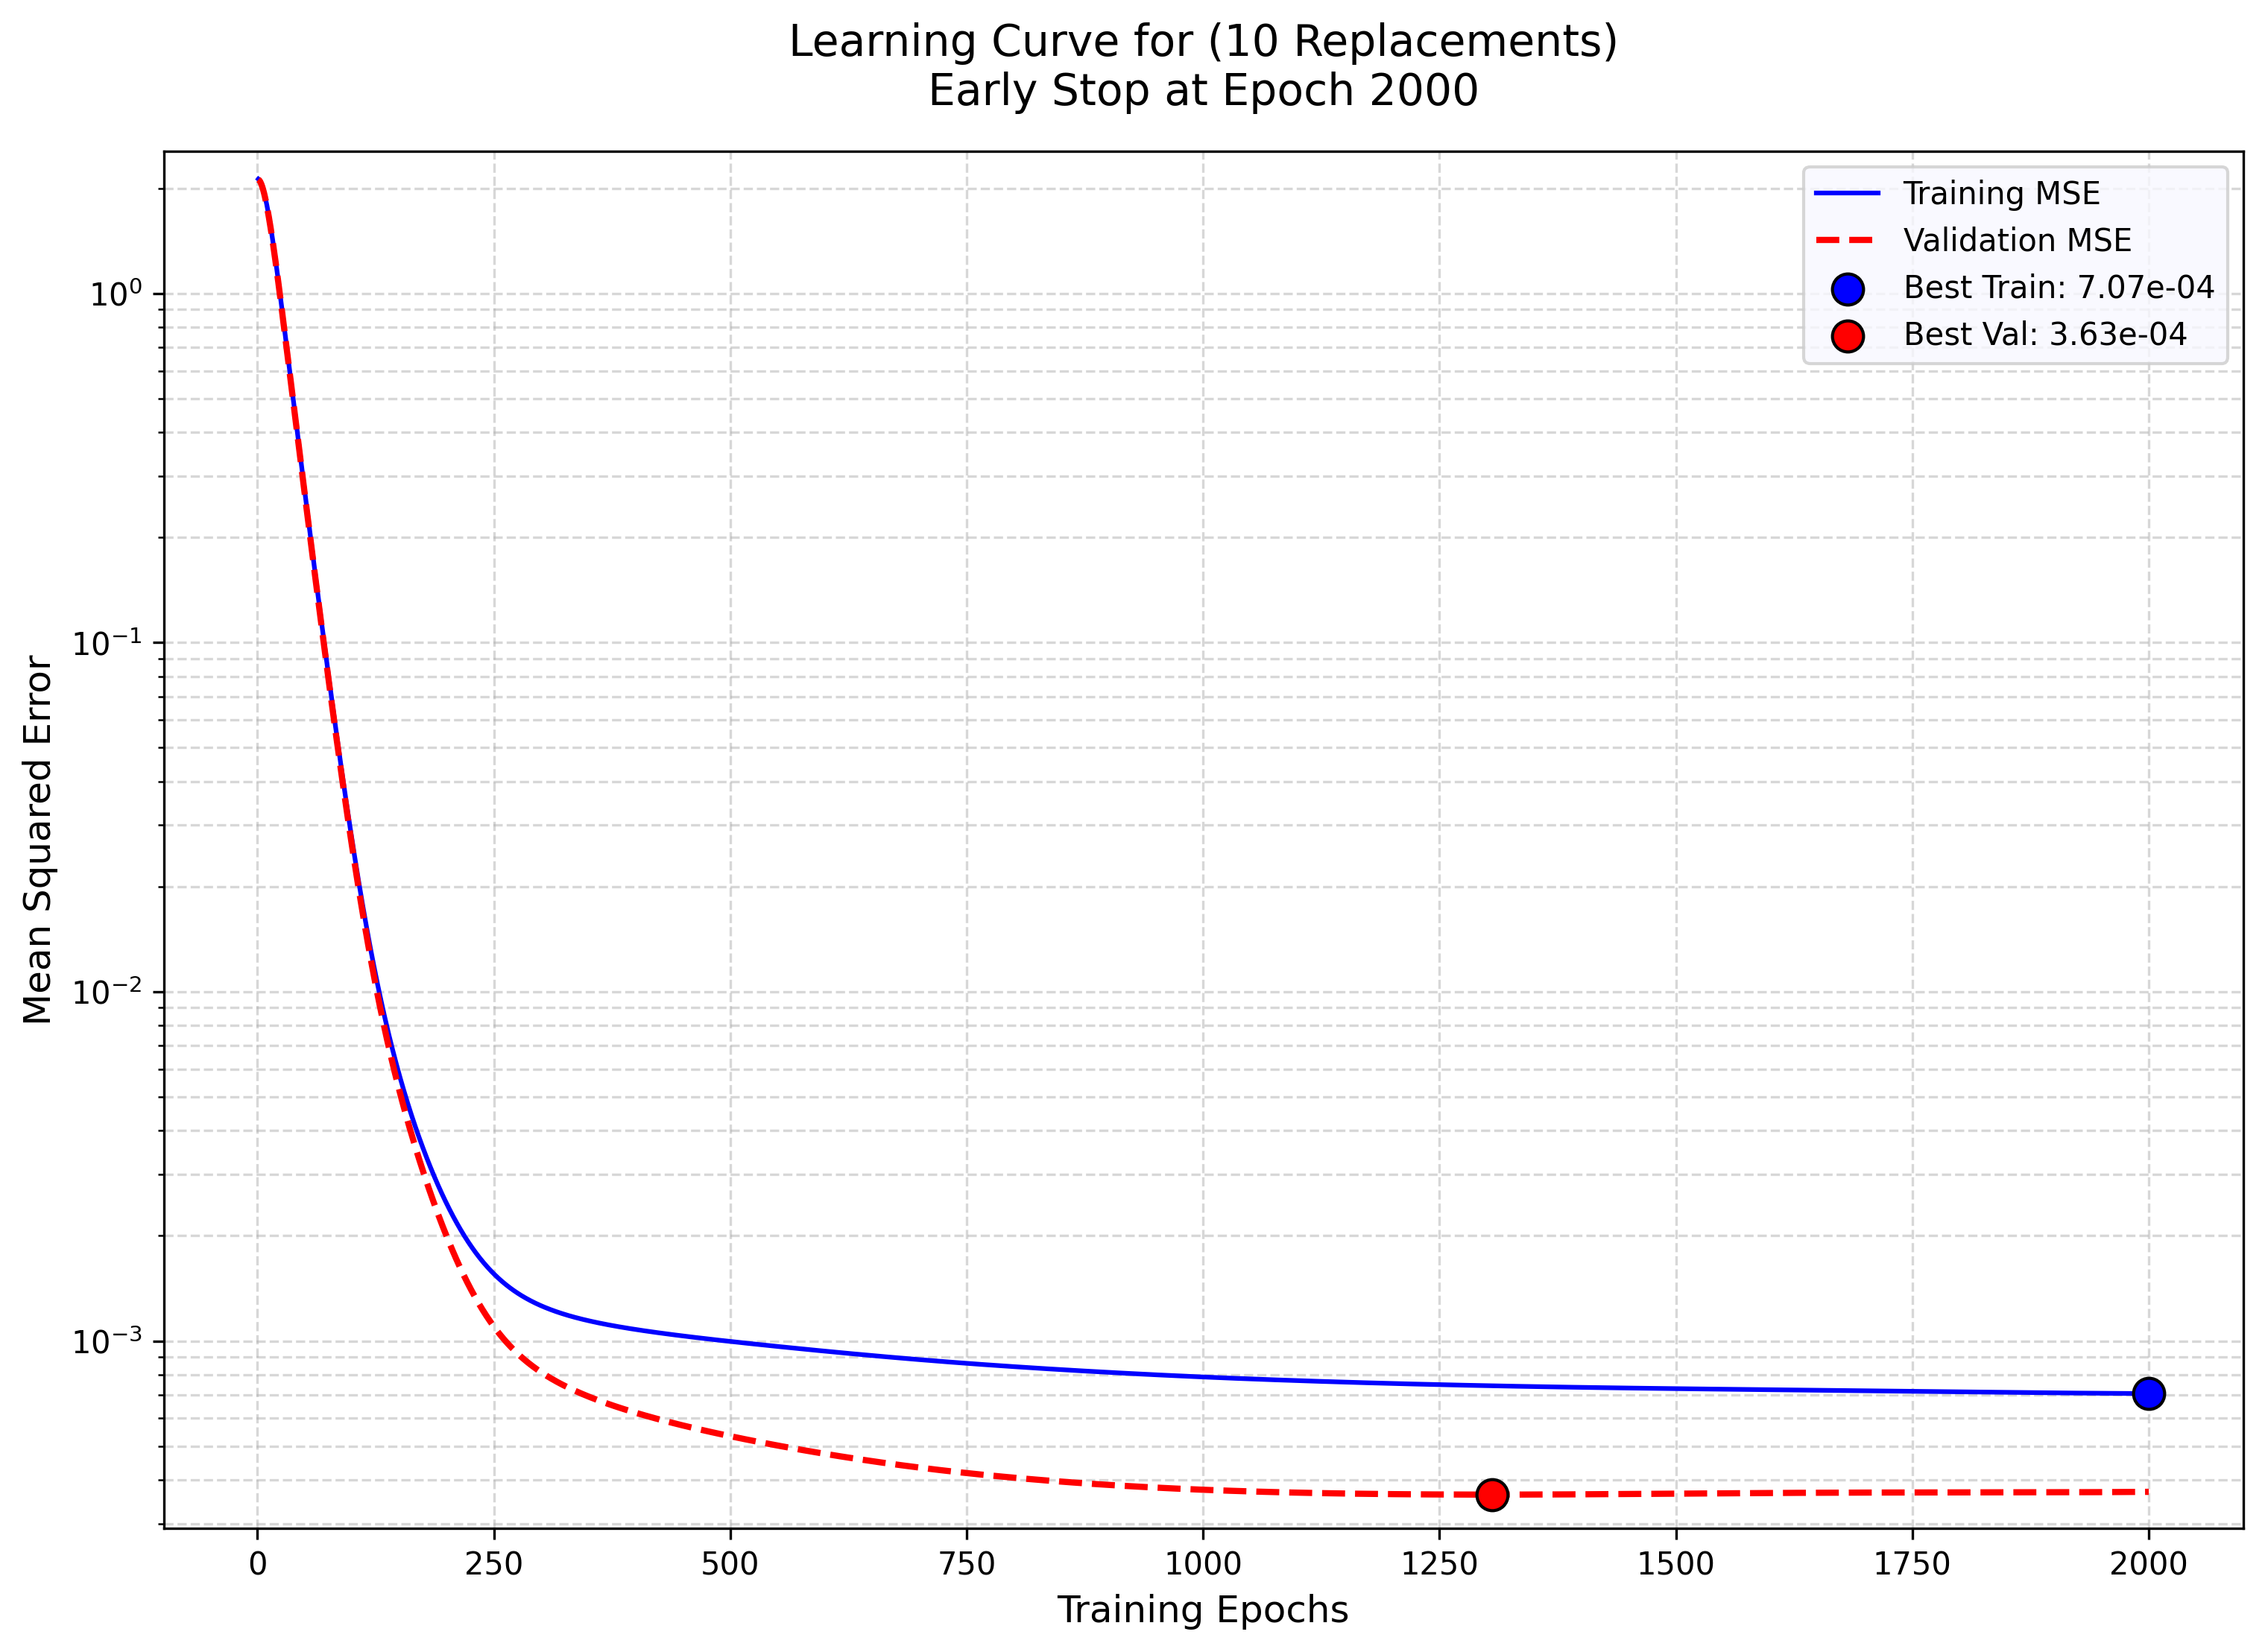 Learning Curve for (10 Replacements)
Early Stop at Epoch 2000
Training MSE
Validation MSE
Best Train: 7.07e-04
Best Val: 3.63e-04
Mean Squared Error
10⁰
10⁻¹
10⁻²
10⁻³
0 250 500 750 1000 1250 1500 1750 2000
Training Epochs